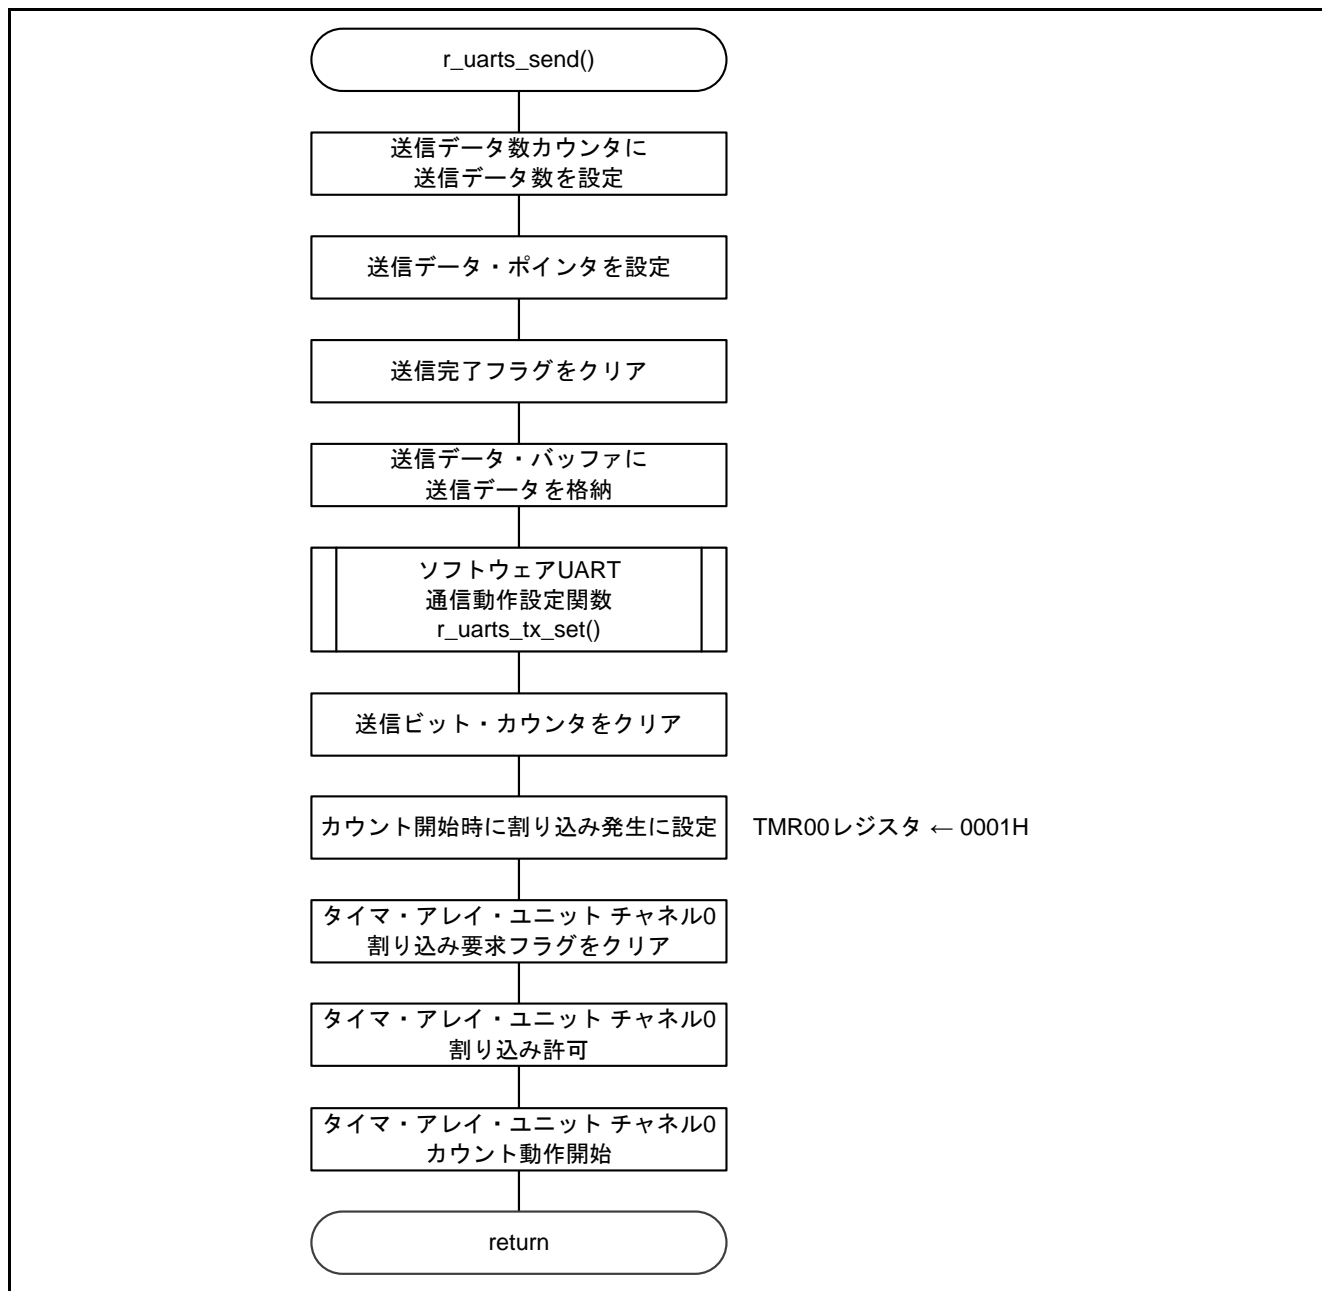 r_uarts_send()
送信データ数カウンタに
送信データ数を設定
送信データ・ポインタを設定
送信完了フラグをクリア
送信データ・バッファに
送信データを格納
ソフトウェアUART
通信動作設定関数
r_uarts_tx_set()
送信ビット・カウンタをクリア
カウント開始時に割り込み発生に設定
TMR00レジスタ ← 0001H
タイマ・アレイ・ユニット チャネル0
割り込み要求フラグをクリア
タイマ・アレイ・ユニット チャネル0
割り込み許可
タイマ・アレイ・ユニット チャネル0
カウント動作開始
return